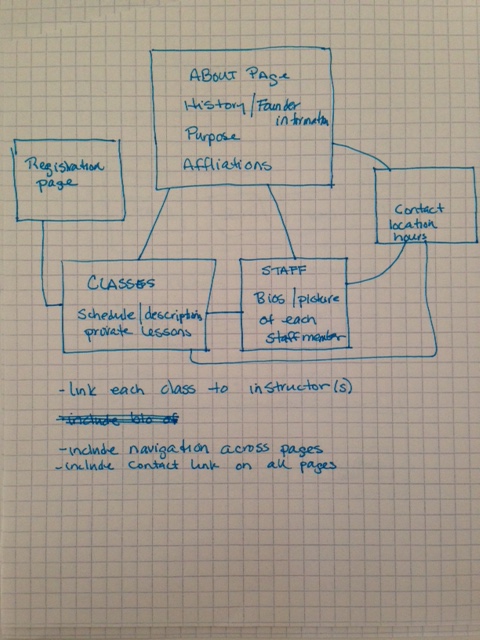 ABout Page
History/Founder
information
Purpose
Affliations
Registration
page
Contact
location
hours
CLASSES
Schedule/descriptions
private lessons
STAFF
Bios/picture
of each
staff member
-link each class to instructor(s)
-include bio of
-include navigation across pages
-include contact link on all pages